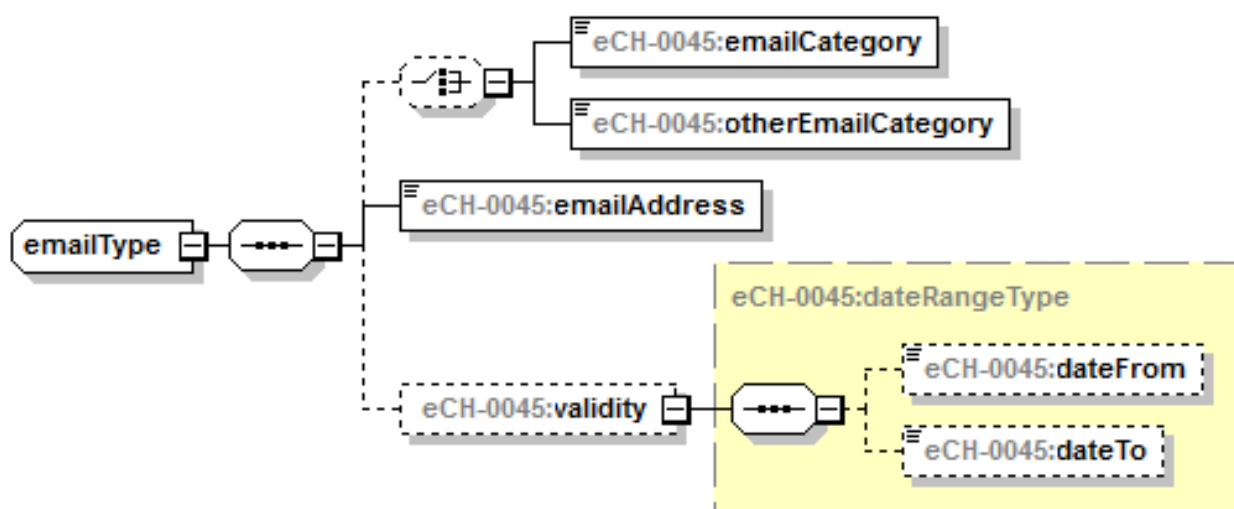 eCH-0045:emailCategory
eCH-0045:otherEmailCategory
eCH-0045:emailAddress
emailType
eCH-0045:dateRangeType
eCH-0045:dateFrom
eCH-0045:validity
eCH-0045:dateTo